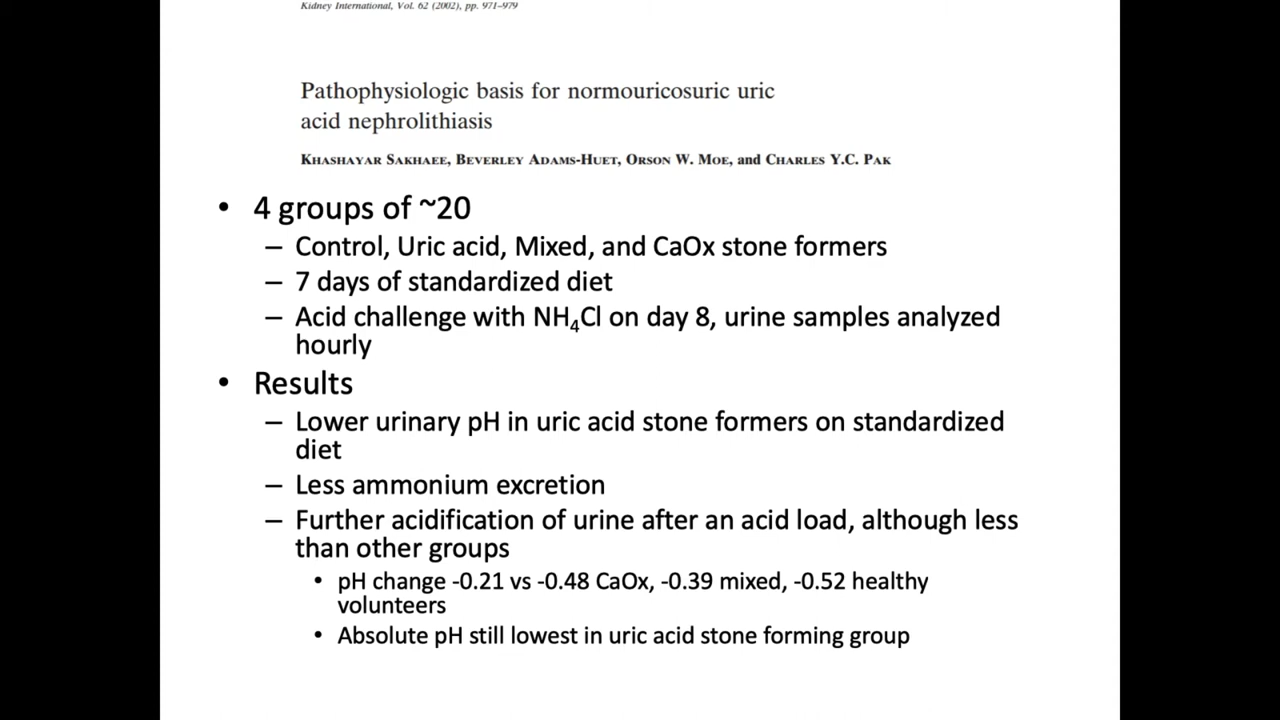 Kidney International, Vol. 62 (2002), pp. 971–979
Pathophysiologic basis for normouricosuric uric
acid nephrolithiasis
Khashayar Sakhaee, Beverley Adams-Huet, Orson W. Moe, and Charles Y.C. Pak
• 4 groups of ~20
– Control, Uric acid, Mixed, and CaOx stone formers
– 7 days of standardized diet
– Acid challenge with NH₄Cl on day 8, urine samples analyzed
hourly
• Results
– Lower urinary pH in uric acid stone formers on standardized
diet
– Less ammonium excretion
– Further acidification of urine after an acid load, although less
than other groups
• pH change -0.21 vs -0.48 CaOx, -0.39 mixed, -0.52 healthy
volunteers
• Absolute pH still lowest in uric acid stone forming group